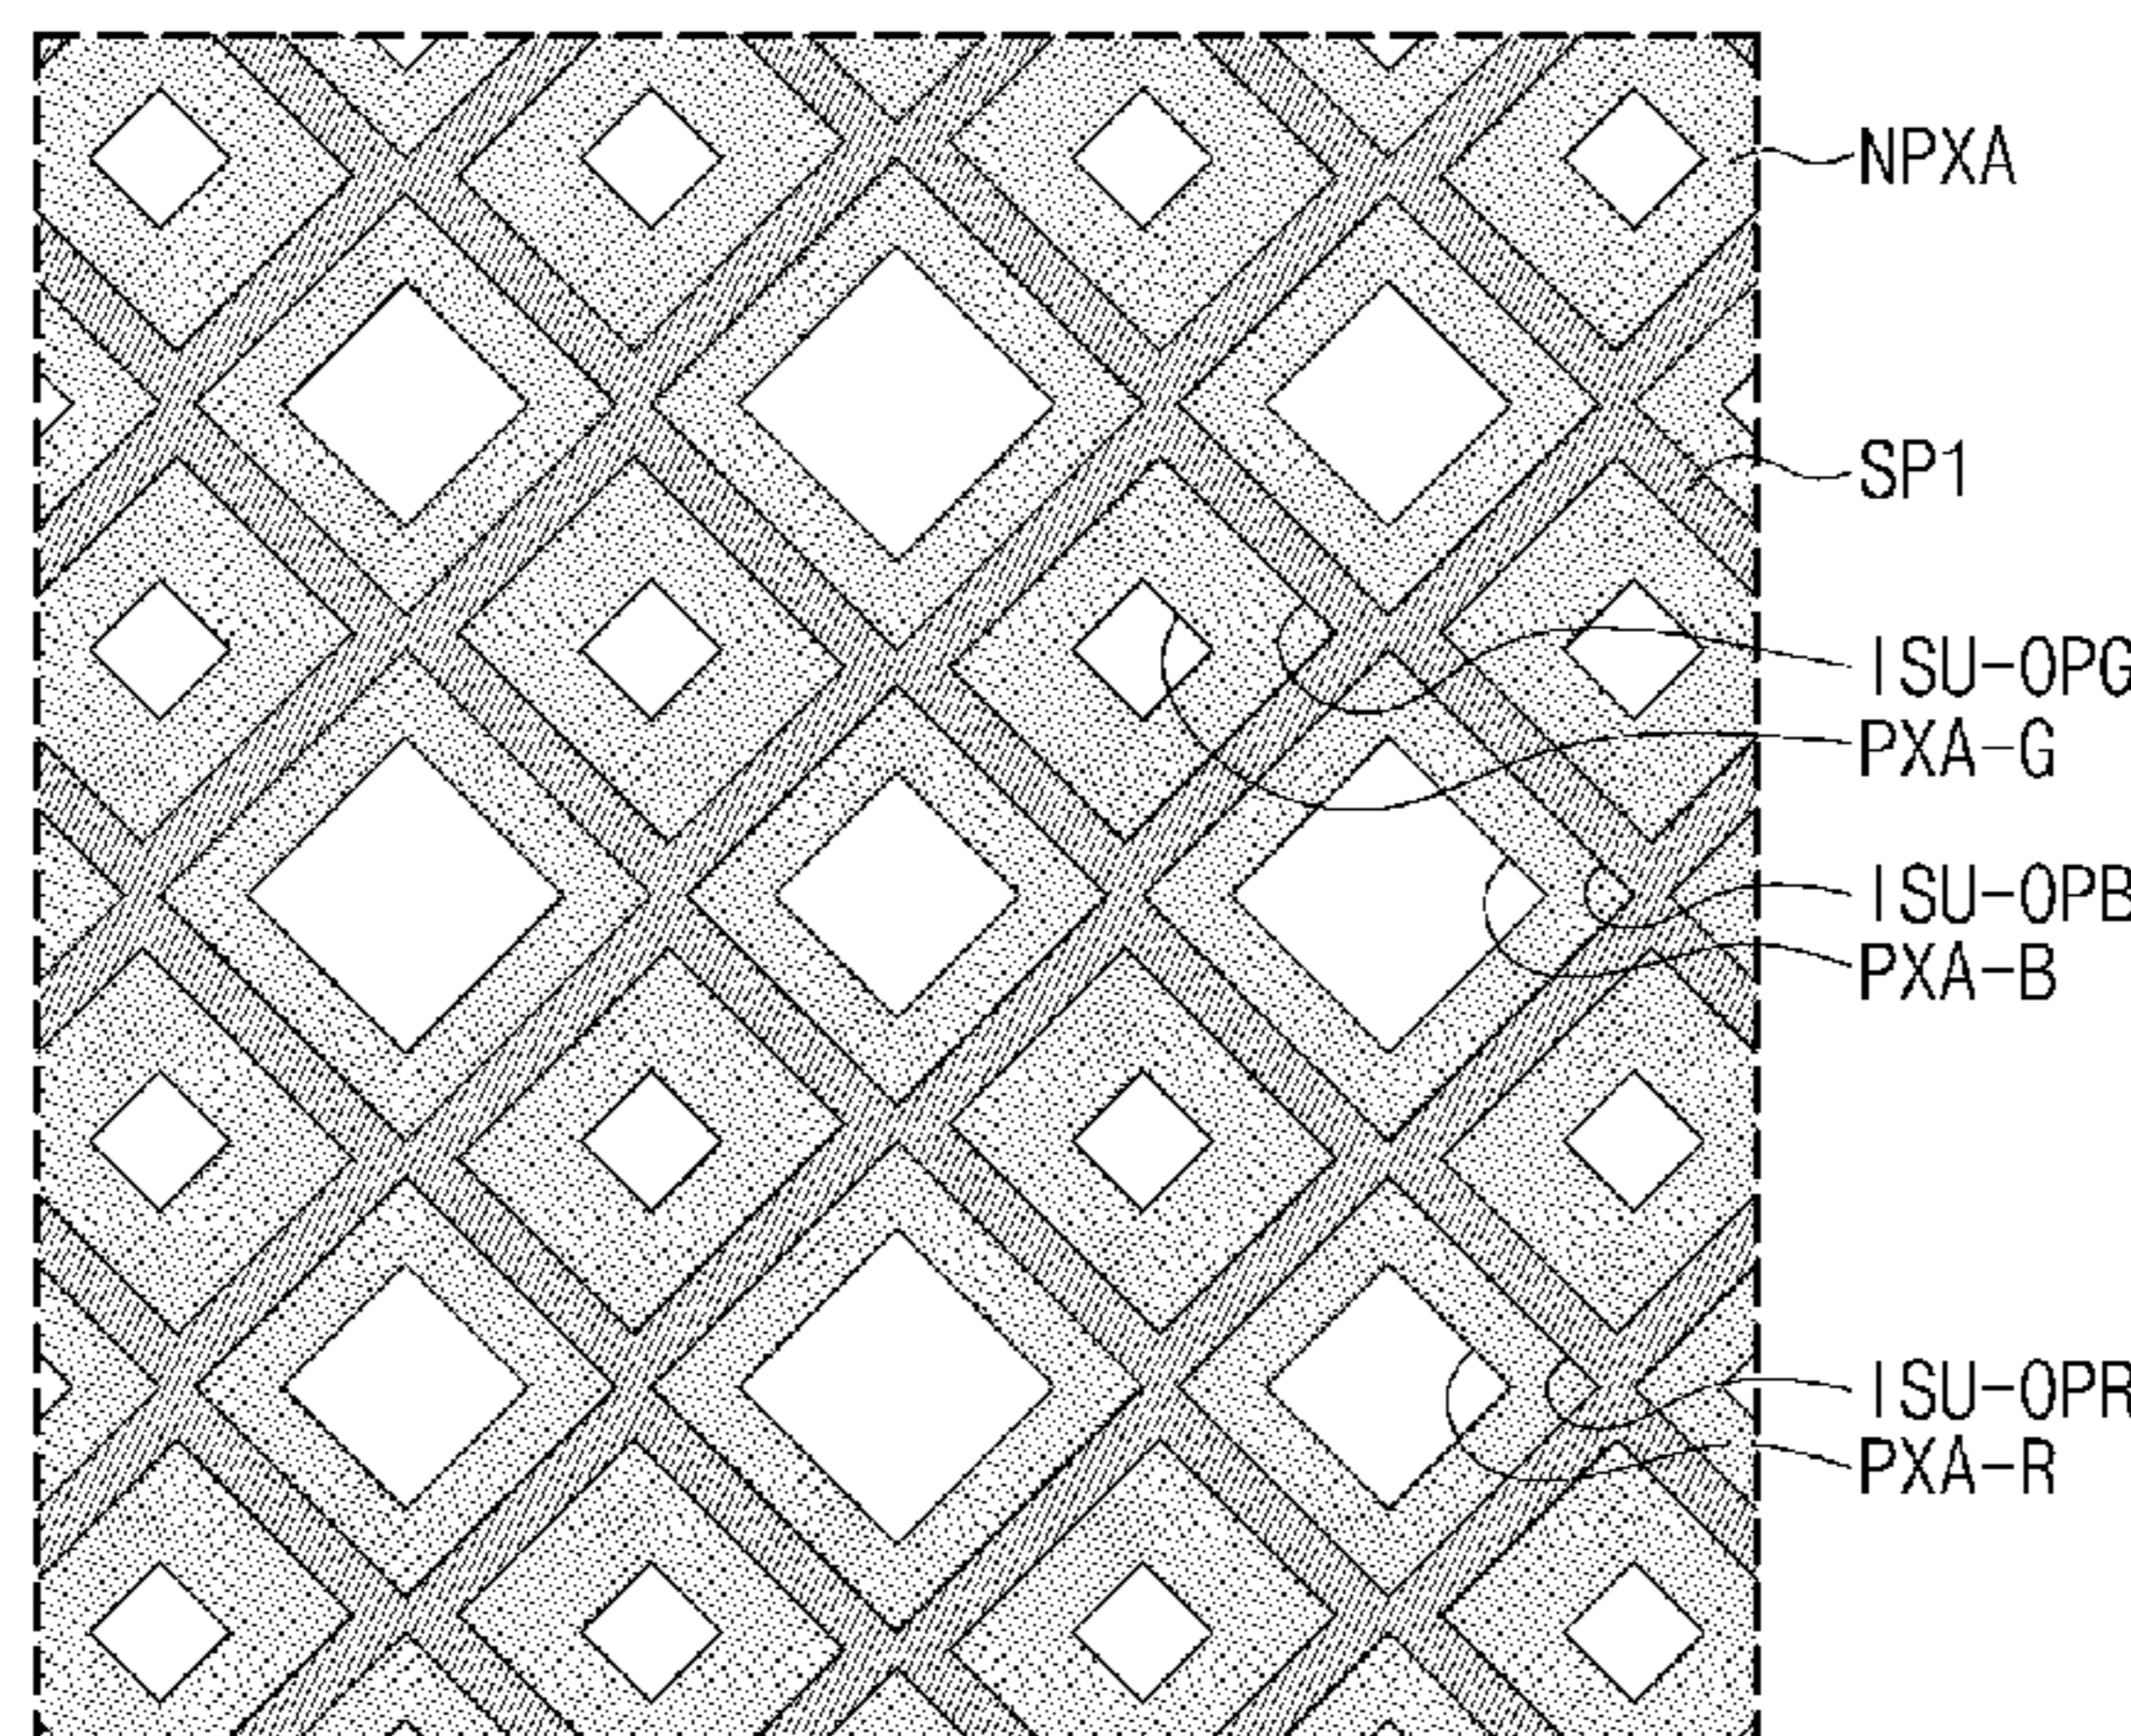 NPXA
SP1
ISU-OPG
PXA-G
ISU-OPB
PXA-B
ISU-OPR
PXA-R